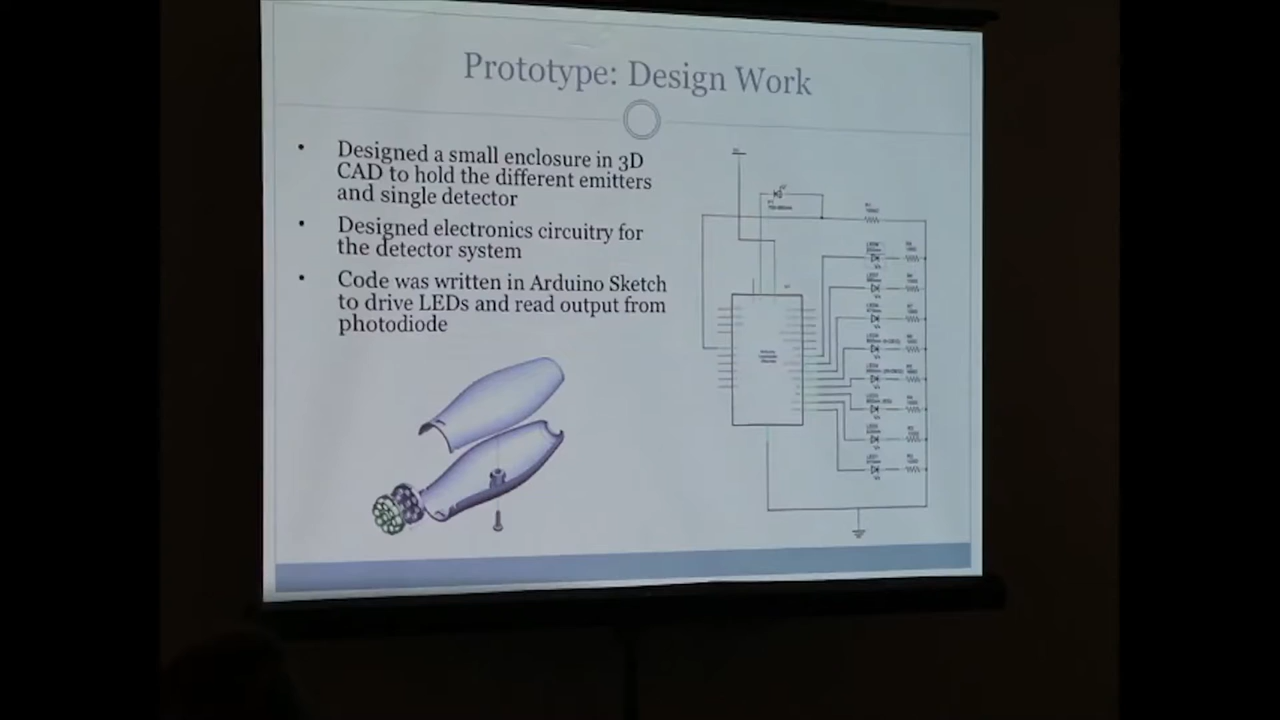 Prototype: Design Work
• Designed a small enclosure in 3D
CAD to hold the different emitters
and single detector
• Designed electronics circuitry for
the detector system
• Code was written in Arduino Sketch
to drive LEDs and read output from
photodiode